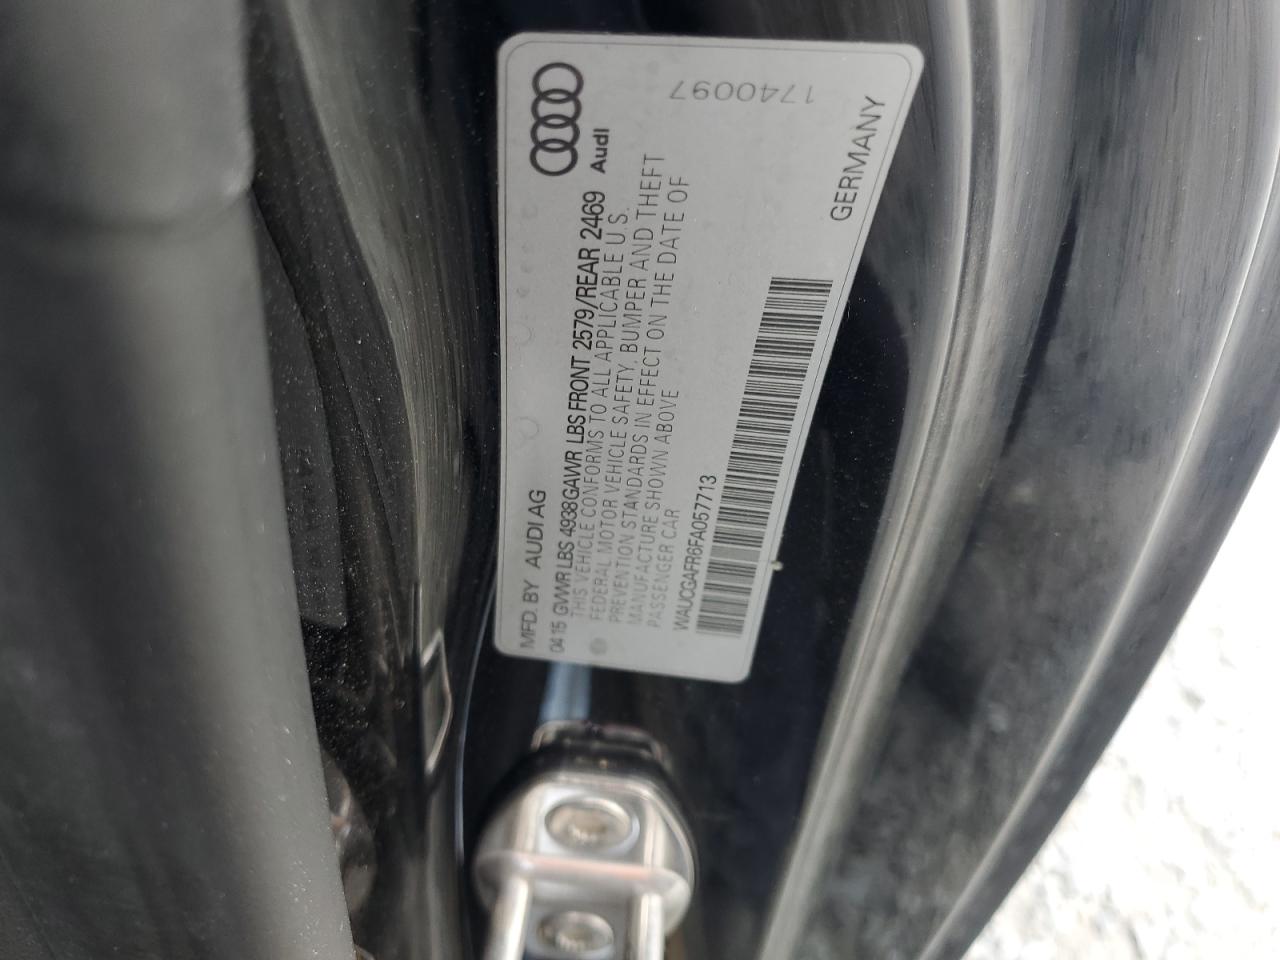 Audi
1740097
MFD. BY AUDI AG
04 15 GVWR LBS 4938 GAWR LBS FRONT 2579/REAR 2469
THIS VEHICLE CONFORMS TO ALL APPLICABLE U.S.
FEDERAL MOTOR VEHICLE SAFETY, BUMPER AND THEFT
PREVENTION STANDARDS IN EFFECT ON THE DATE OF
MANUFACTURE SHOWN ABOVE
PASSENGER CAR
WAUCGAFR6FA057713
GERMANY